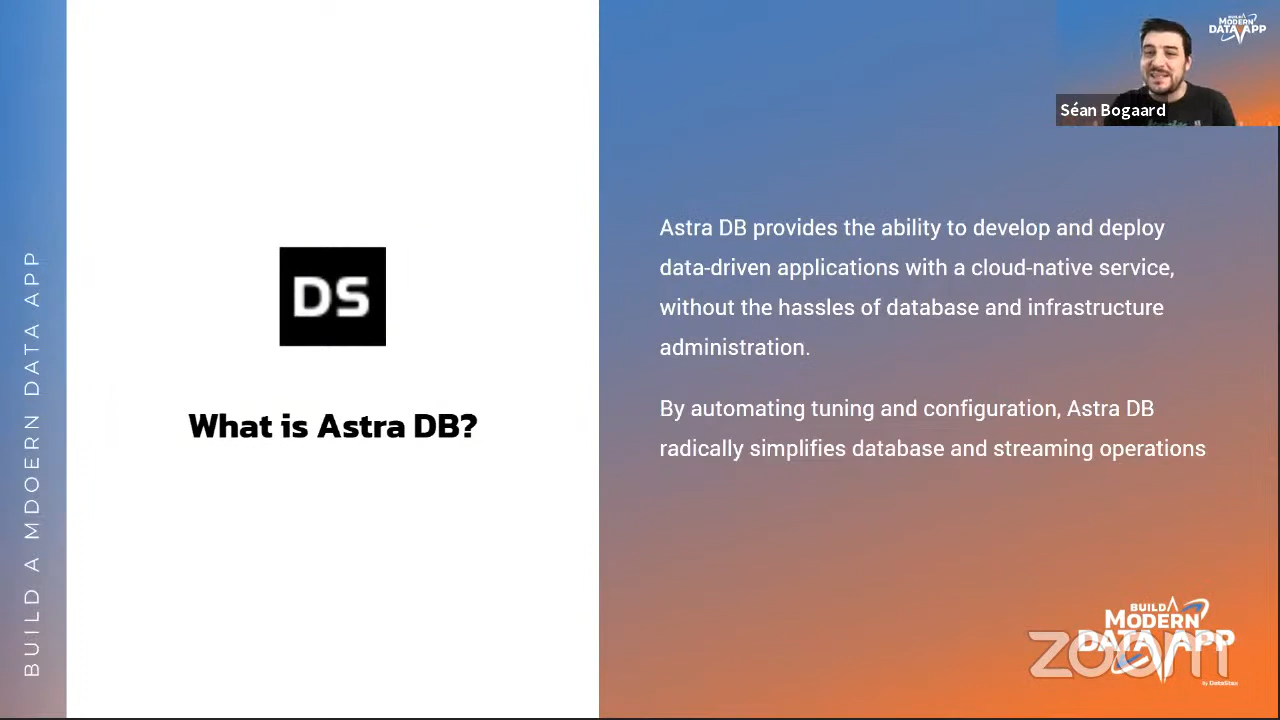 BUILD A MDOERN DATA APP
DS
What is Astra DB?
BUILD A
MODERN
DATA APP
Séan Bogaard
Astra DB provides the ability to develop and deploy
data-driven applications with a cloud-native service,
without the hassles of database and infrastructure
administration.
By automating tuning and configuration, Astra DB
radically simplifies database and streaming operations
BUILD A
MODERN
DATA APP
zoom
by DataStax